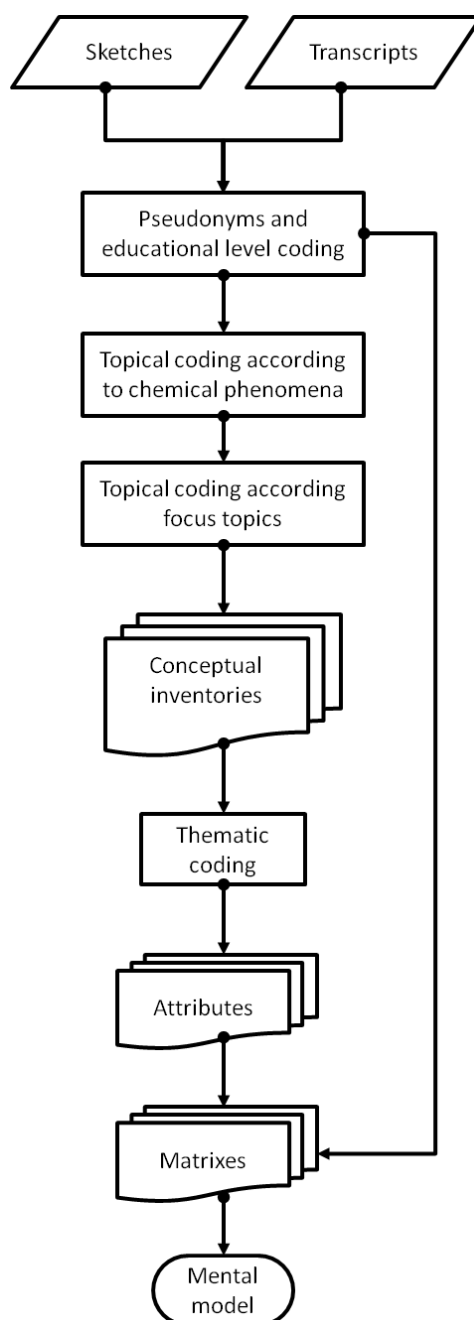 Sketches
Transcripts
Pseudonyms and
educational level coding
Topical coding according
to chemical phenomena
Topical coding according
focus topics
Conceptual
inventories
Thematic
coding
Attributes
Matrixes
Mental
model